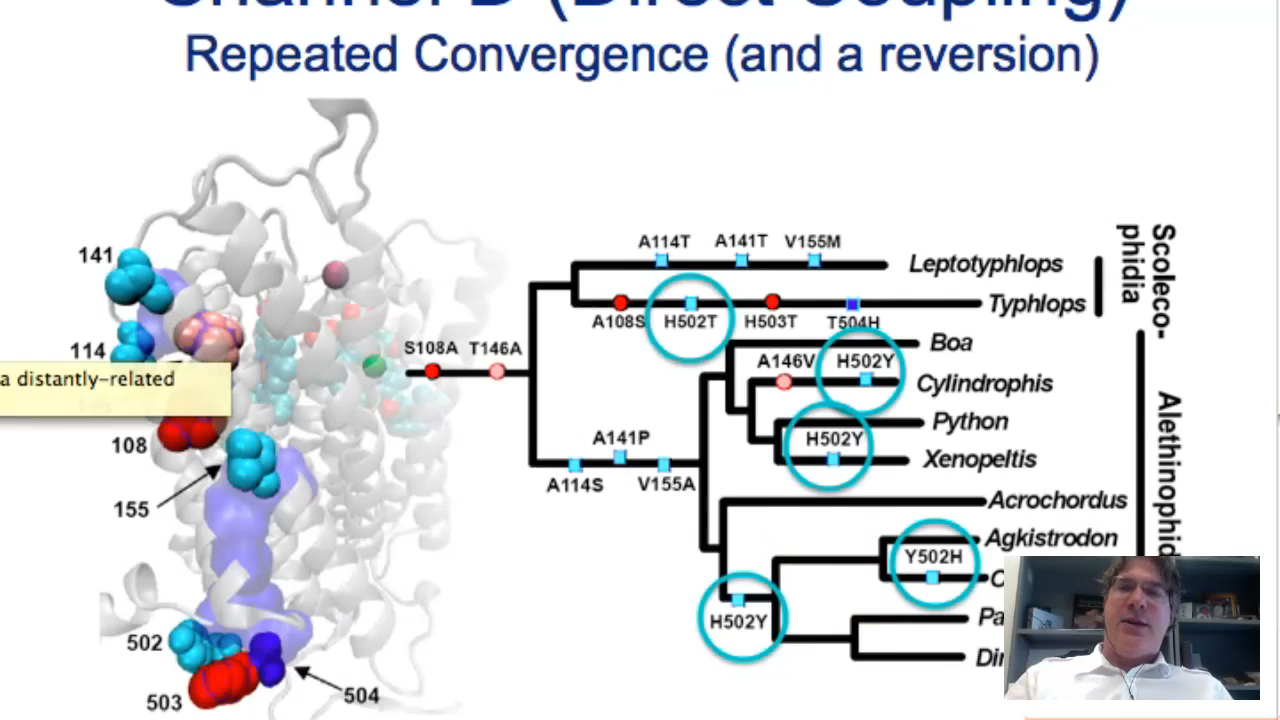 Channel D (Direct Coupling)
Repeated Convergence (and a reversion)
141
114
a distantly-related
108
155
502
503
504
S108A T146A
A114T A141T V155M
Leptotyphlops
Typhlops
A108S H502T H503T T504H
Scoleco-
phidia
Boa
A146V H502Y
Cylindrophis
Python
H502Y
Xenopeltis
A141P
A114S V155A
Acrochordus
Agkistrodon
Y502H
H502Y
Alethinophid